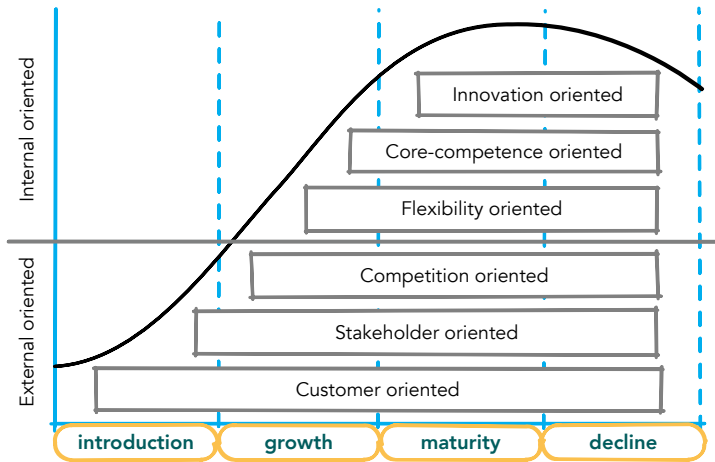 Internal oriented
Innovation oriented
Core-competence oriented
Flexibility oriented
External oriented
Competition oriented
Stakeholder oriented
Customer oriented
introduction
growth
maturity
decline